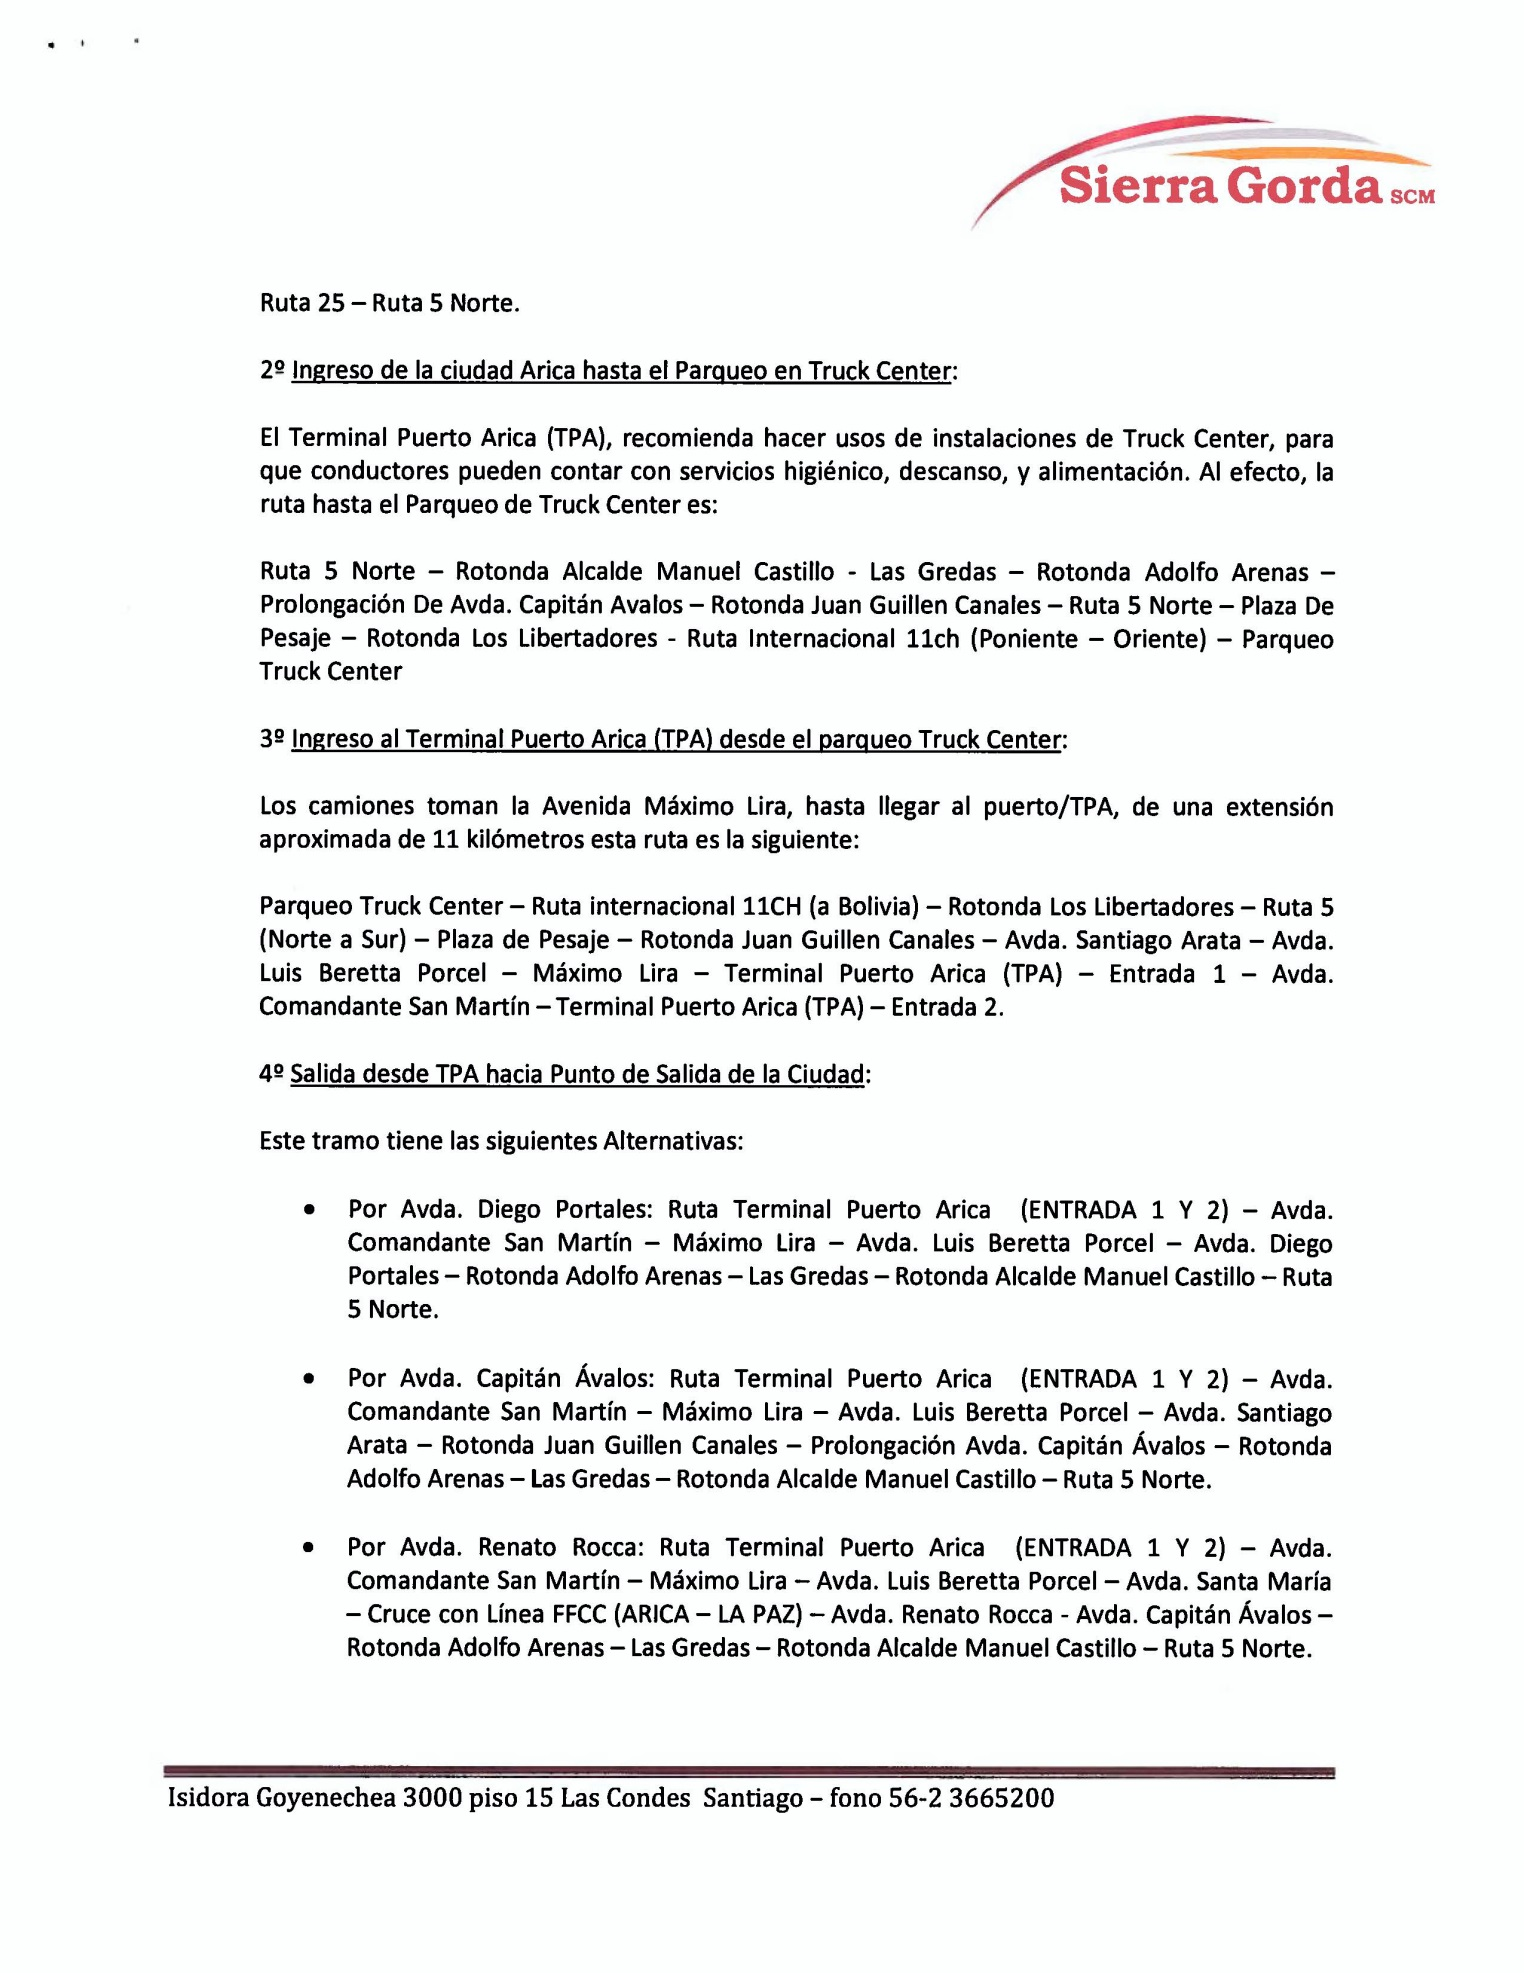 Sierra Gorda SCM
Ruta 25 – Ruta 5 Norte.
2º Ingreso de la ciudad Arica hasta el Parqueo en Truck Center:
El Terminal Puerto Arica (TPA), recomienda hacer usos de instalaciones de Truck Center, para
que conductores pueden contar con servicios higiénico, descanso, y alimentación. Al efecto, la
ruta hasta el Parqueo de Truck Center es:
Ruta 5 Norte – Rotonda Alcalde Manuel Castillo - Las Gredas – Rotonda Adolfo Arenas –
Prolongación De Avda. Capitán Avalos – Rotonda Juan Guillen Canales – Ruta 5 Norte – Plaza De
Pesaje – Rotonda Los Libertadores - Ruta Internacional 11ch (Poniente – Oriente) – Parqueo
Truck Center
3º Ingreso al Terminal Puerto Arica (TPA) desde el parqueo Truck Center:
Los camiones toman la Avenida Máximo Lira, hasta llegar al puerto/TPA, de una extensión
aproximada de 11 kilómetros esta ruta es la siguiente:
Parqueo Truck Center – Ruta internacional 11CH (a Bolivia) – Rotonda Los Libertadores – Ruta 5
(Norte a Sur) – Plaza de Pesaje – Rotonda Juan Guillen Canales – Avda. Santiago Arata – Avda.
Luis Beretta Porcel – Máximo Lira – Terminal Puerto Arica (TPA) – Entrada 1 – Avda.
Comandante San Martín – Terminal Puerto Arica (TPA) – Entrada 2.
4º Salida desde TPA hacia Punto de Salida de la Ciudad:
Este tramo tiene las siguientes Alternativas:
• Por Avda. Diego Portales: Ruta Terminal Puerto Arica (ENTRADA 1 Y 2) – Avda.
Comandante San Martín – Máximo Lira – Avda. Luis Beretta Porcel – Avda. Diego
Portales – Rotonda Adolfo Arenas – Las Gredas – Rotonda Alcalde Manuel Castillo – Ruta
5 Norte.
• Por Avda. Capitán Ávalos: Ruta Terminal Puerto Arica (ENTRADA 1 Y 2) – Avda.
Comandante San Martín – Máximo Lira – Avda. Luis Beretta Porcel – Avda. Santiago
Arata – Rotonda Juan Guillen Canales – Prolongación Avda. Capitán Ávalos – Rotonda
Adolfo Arenas – Las Gredas – Rotonda Alcalde Manuel Castillo – Ruta 5 Norte.
• Por Avda. Renato Rocca: Ruta Terminal Puerto Arica (ENTRADA 1 Y 2) – Avda.
Comandante San Martín – Máximo Lira – Avda. Luis Beretta Porcel – Avda. Santa María
– Cruce con Línea FFCC (ARICA – LA PAZ) – Avda. Renato Rocca - Avda. Capitán Ávalos –
Rotonda Adolfo Arenas – Las Gredas – Rotonda Alcalde Manuel Castillo – Ruta 5 Norte.
Isidora Goyenechea 3000 piso 15 Las Condes Santiago – fono 56-2 3665200